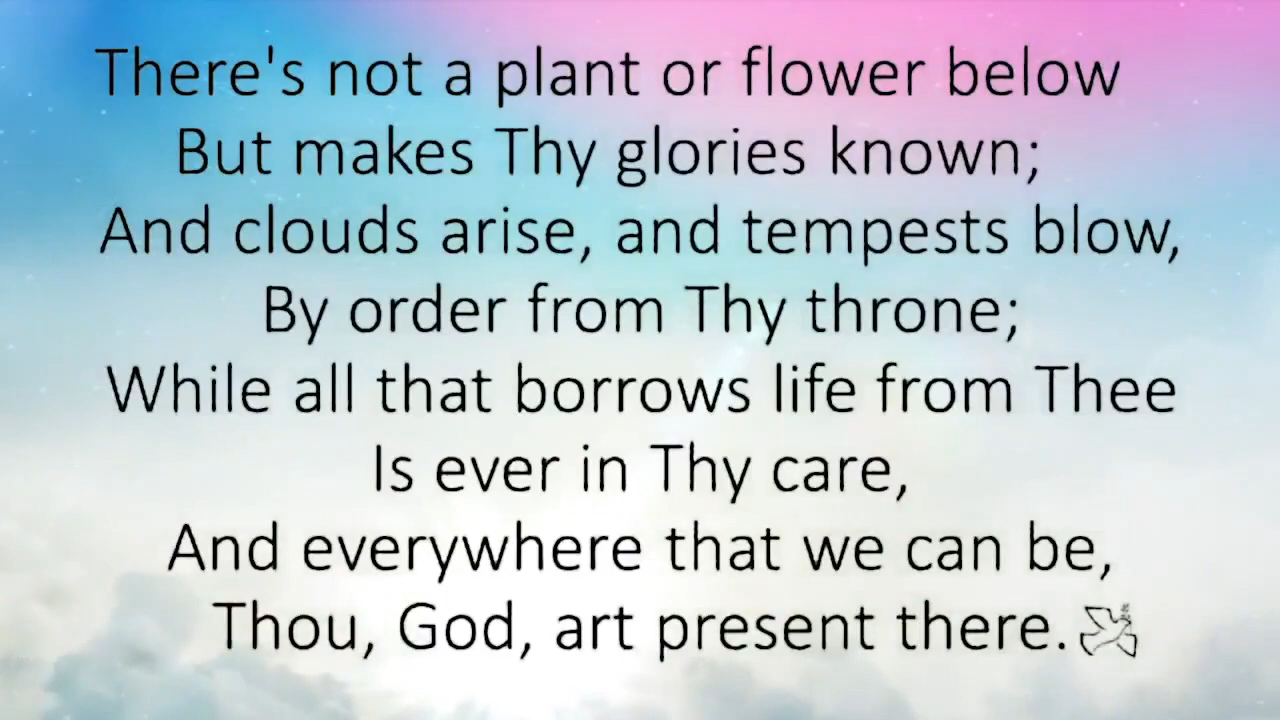 There's not a plant or flower below
But makes Thy glories known;
And clouds arise, and tempests blow,
By order from Thy throne;
While all that borrows life from Thee
Is ever in Thy care,
And everywhere that we can be,
Thou, God, art present there.